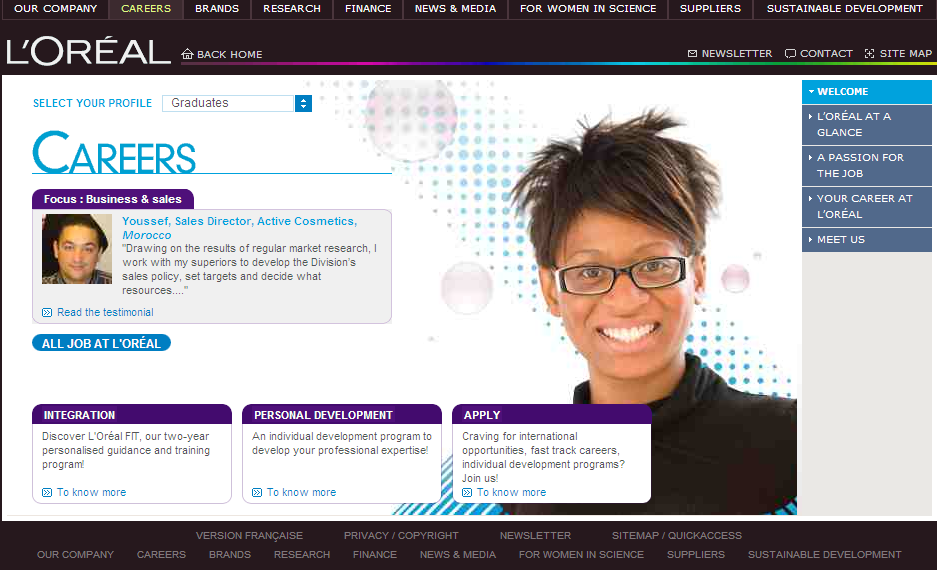 OUR COMPANY CAREERS BRANDS RESEARCH FINANCE NEWS & MEDIA FOR WOMEN IN SCIENCE SUPPLIERS SUSTAINABLE DEVELOPMENT
L'ORÉAL
BACK HOME NEWSLETTER CONTACT SITE MAP
SELECT YOUR PROFILE Graduates
CAREERS
Focus : Business & sales
Youssef, Sales Director, Active Cosmetics,
Morocco
"Drawing on the results of regular market research, I
work with my superiors to develop the Division's
sales policy, set targets and decide what
resources...."
Read the testimonial
ALL JOB AT L'ORÉAL
WELCOME
L'ORÉAL AT A
GLANCE
A PASSION FOR
THE JOB
YOUR CAREER AT
L'ORÉAL
MEET US
INTEGRATION
Discover L'Oréal FIT, our two-year
personalised guidance and training
program!
To know more
PERSONAL DEVELOPMENT
An individual development program to
develop your professional expertise!
To know more
APPLY
Craving for international
opportunities, fast track careers,
individual development programs?
Join us!
To know more
VERSION FRANÇAISE PRIVACY / COPYRIGHT NEWSLETTER SITEMAP / QUICKACCESS
OUR COMPANY CAREERS BRANDS RESEARCH FINANCE NEWS & MEDIA FOR WOMEN IN SCIENCE SUPPLIERS SUSTAINABLE DEVELOPMENT